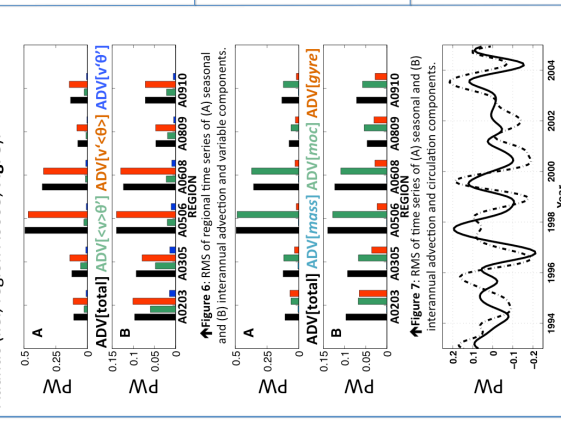 PW
0.5
0.25
0
A
ADV[total] ADV[<v>θ'] ADV[v'<θ>] ADV[v'θ']
PW
0.15
0.1
0.05
0
B
A0203 A0305 A0506 A0608 A0809 A0910
REGION
↑Figure 6: RMS of regional time series of (A) seasonal
and (B) interannual advection and variable components.
PW
0.5
0.25
0
A
ADV[total] ADV[mass] ADV[moc] ADV[gyre]
PW
0.15
0.1
0.05
0
B
A0203 A0305 A0506 A0608 A0809 A0910
REGION
↑Figure 7: RMS of time series of (A) seasonal and (B)
interannual advection and circulation components.
PW
0.2
0.1
0
−0.1
−0.2
1994 1996 1998 2000 2002 2004